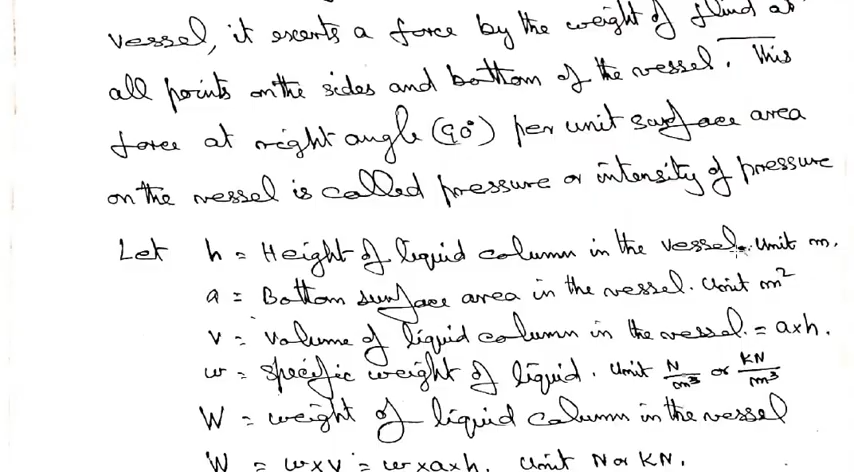 vessel, it exerts a force by the weight of fluid at
all points on the sides and bottom of the vessel. This
force at right angle (90°) per unit surface area
on the vessel is called pressure or intensity of pressure
Let h = Height of liquid column in the vessel. unit m.
a = Bottom surface area in the vessel. Unit m²
v = volume of liquid column in the vessel = a×h.
w = specific weight of liquid. Unit N/m³ or KN/m³
W = weight of liquid column in the vessel
W = w×v = w×a×h. Unit N or KN.